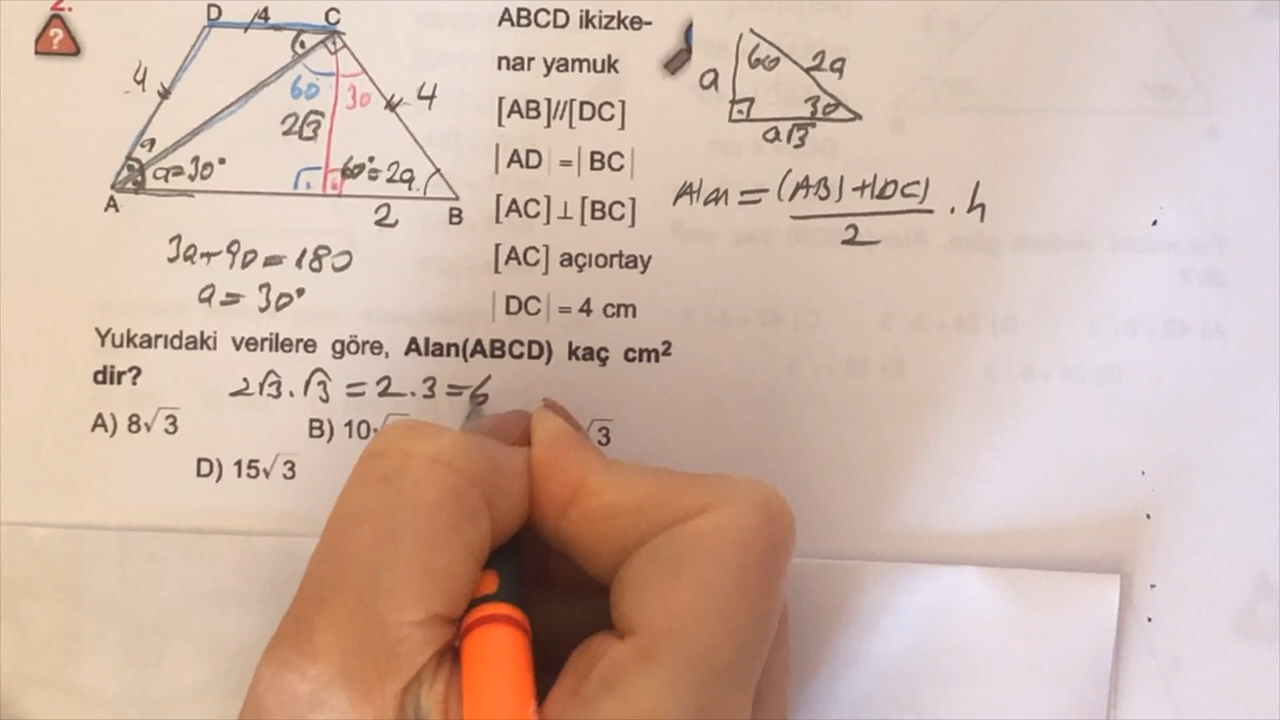 2.
?
D 4 C
4
60 30
4
2√3
a
a=30°
60°=2a
A
2
B
3a+90=180
a=30°
ABCD ikizke-
nar yamuk
[AB]//[DC]
|AD|=|BC|
[AC]⊥[BC]
[AC] açıortay
|DC|=4 cm
a 60 2a
30
a√3
Alan = (AB)+|DC| / 2 . h
Yukarıdaki verilere göre, Alan(ABCD) kaç cm²
dir?
2√3.√3=2.3=6
A) 8√3
B) 10
√3
D) 15√3